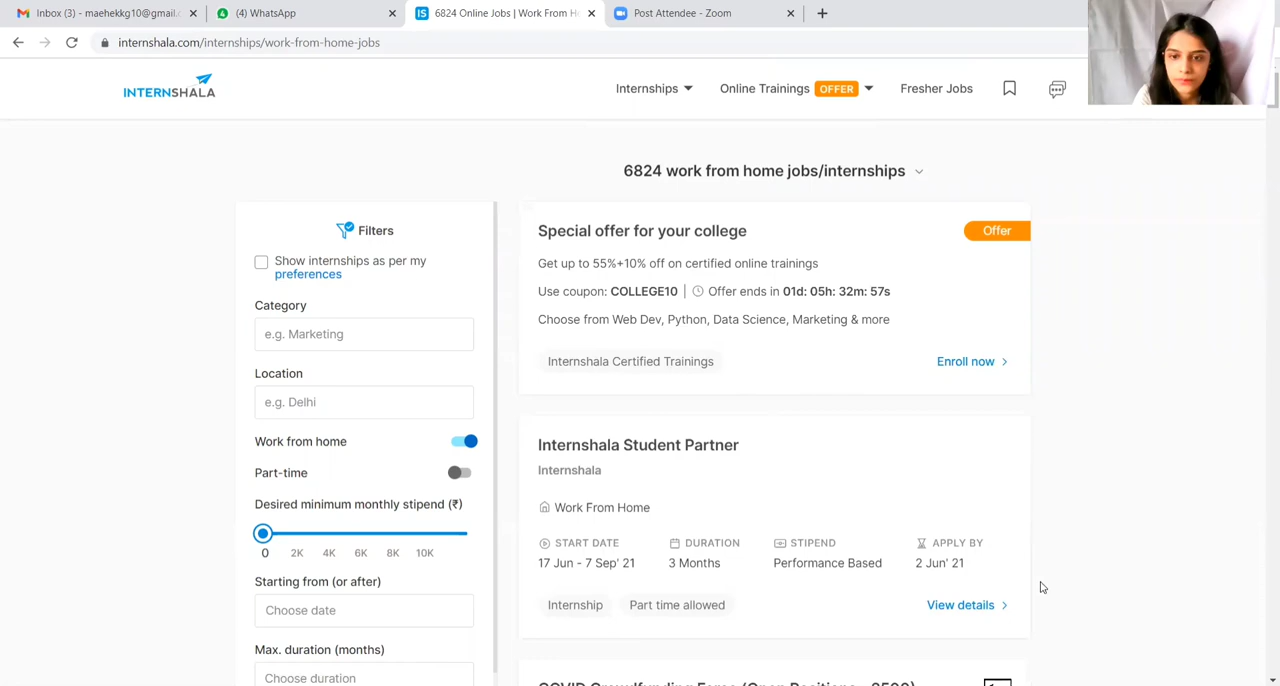 Inbox (3) - maehekkg10@gmail.c
(4) WhatsApp
6824 Online Jobs | Work From H
Post Attendee - Zoom
internshala.com/internships/work-from-home-jobs
INTERNSHALA
Internships
Online Trainings OFFER
Fresher Jobs
6824 work from home jobs/internships
Filters
Show internships as per my
preferences
Category
e.g. Marketing
Location
e.g. Delhi
Work from home
Part-time
Desired minimum monthly stipend (₹)
0 2K 4K 6K 8K 10K
Starting from (or after)
Choose date
Max. duration (months)
Choose duration
Special offer for your college
Offer
Get up to 55%+10% off on certified online trainings
Use coupon: COLLEGE10 | Offer ends in 01d: 05h: 32m: 57s
Choose from Web Dev, Python, Data Science, Marketing & more
Internshala Certified Trainings
Enroll now
Internshala Student Partner
Internshala
Work From Home
START DATE DURATION STIPEND APPLY BY
17 Jun - 7 Sep' 21 3 Months Performance Based 2 Jun' 21
Internship Part time allowed View details